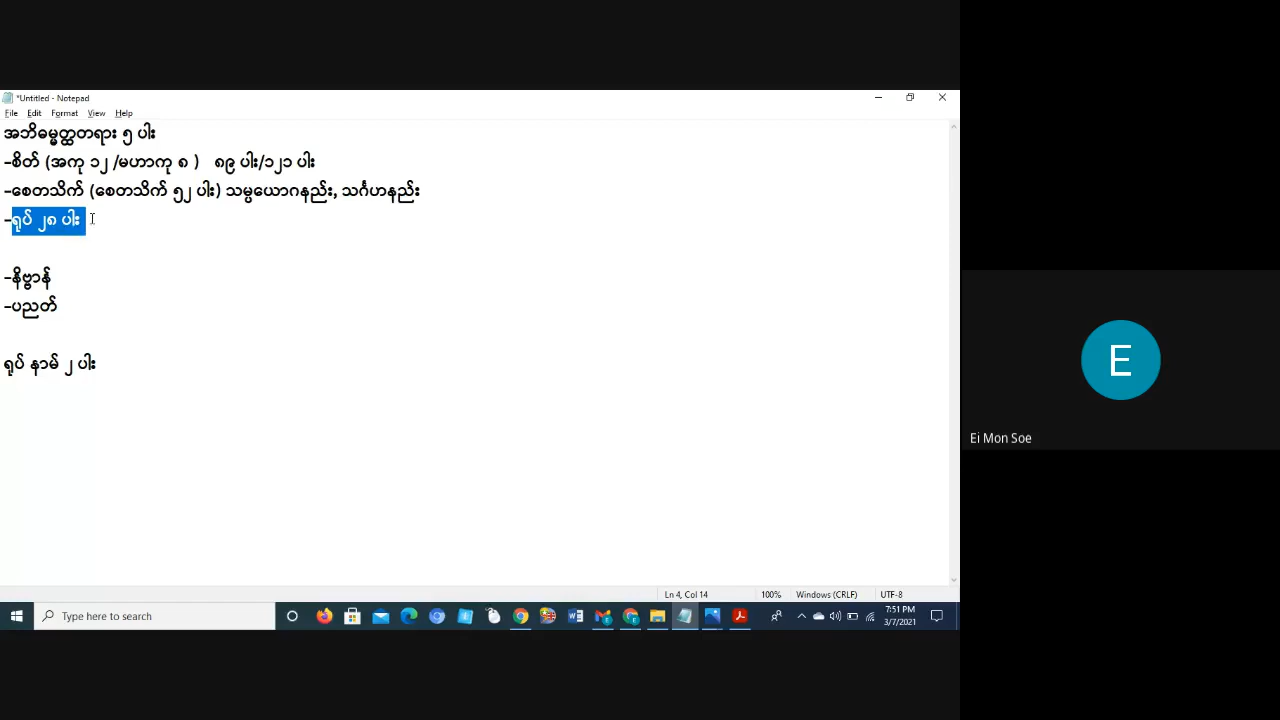 *Untitled - Notepad
File Edit Format View Help
အဘိဓမ္မတ္ထတရား ၅ ပါး
-စိတ် (အကု ၁၂ /မဟာကု ၈ ) ၈၉ ပါး/၁၂၁ ပါး
-စေတသိက် (စေတသိက် ၅၂ ပါး) သမ္ပယောဂနည်း, သင်္ဂဟနည်း
-ရုပ် ၂၈ ပါး
-နိဗ္ဗာန်
-ပညတ်
ရုပ် နာမ် ၂ ပါး
E
Ei Mon Soe
Ln 4, Col 14 100% Windows (CRLF) UTF-8
Type here to search
7:51 PM
3/7/2021